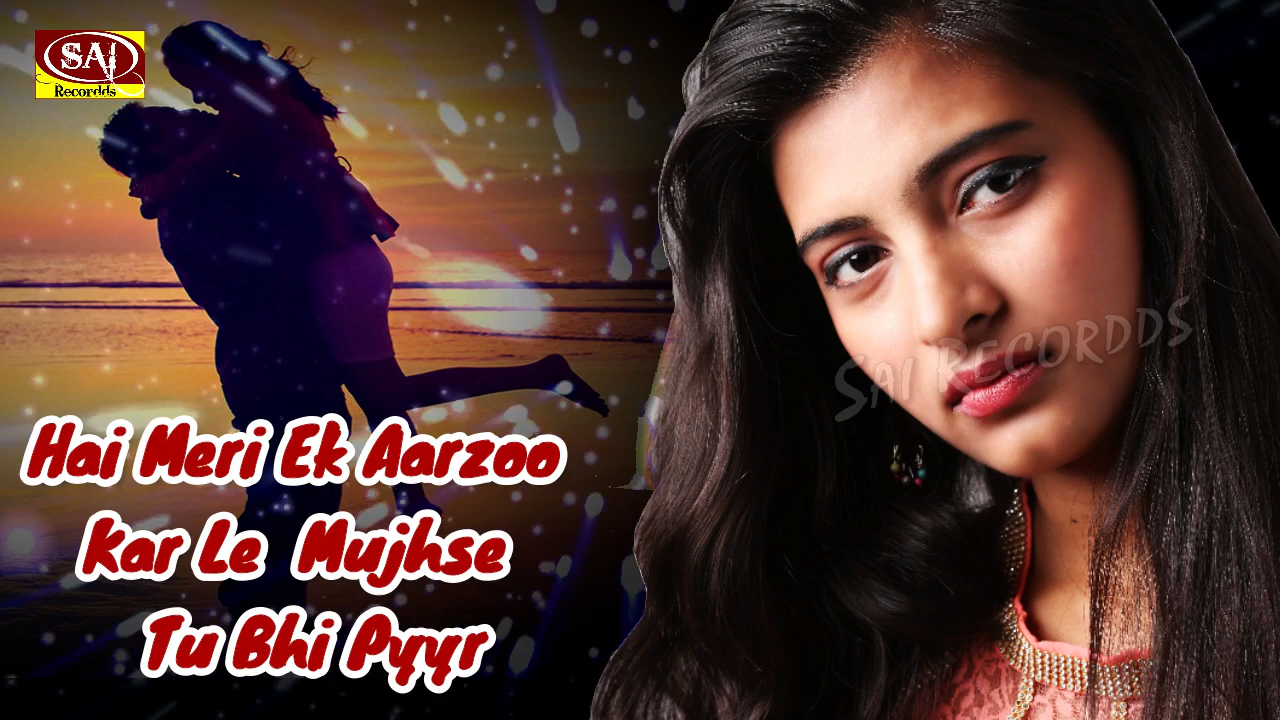 SAI
Recordds
Hai Meri Ek Aarzoo
Kar Le Mujhse
Tu Bhi Pyyr
Sai Recordds